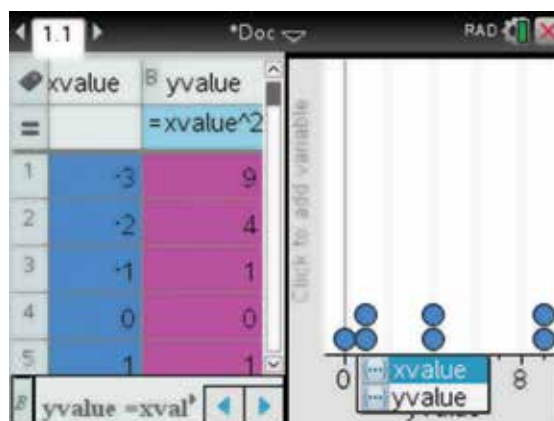 1.1 *Doc RAD
xvalue B yvalue
= =xvalue^2
1 -3 9
2 -2 4
3 -1 1
4 0 0
5 1 1
B yvalue =xval
Click to add variable
0 8
xvalue
yvalue